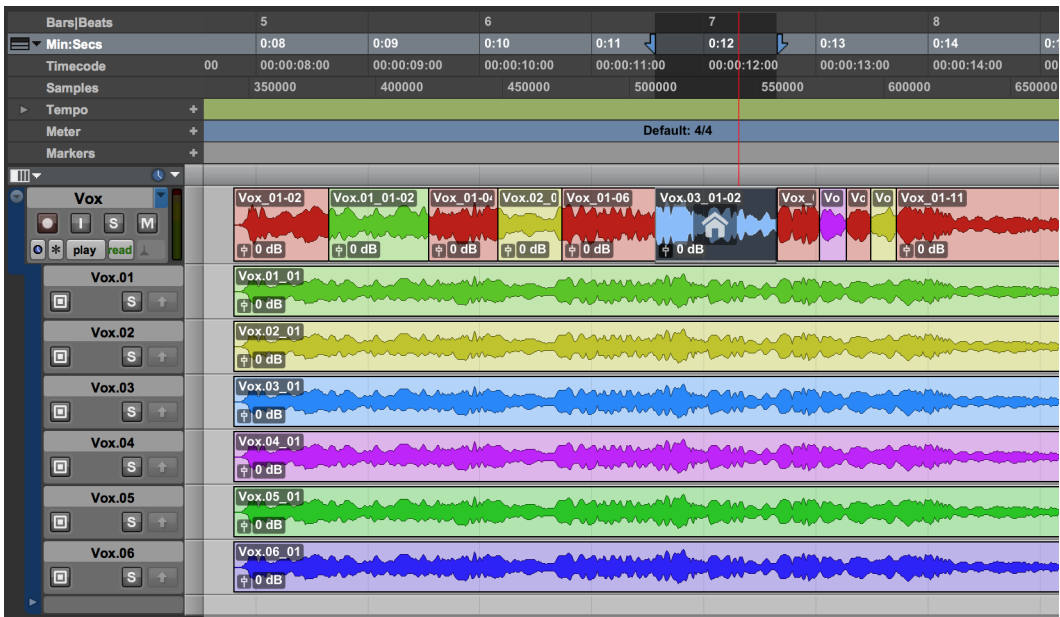 Bars|Beats 5 6 7 8
Min:Secs 0:08 0:09 0:10 0:11 0:12 0:13 0:14
Timecode 00 00:00:08:00 00:00:09:00 00:00:10:00 00:00:11:00 00:00:12:00 00:00:13:00 00:00:14:00 00
Samples 350000 400000 450000 500000 550000 600000 650000
Tempo +
Meter + Default: 4/4
Markers +
Vox Vox_01-02 Vox.01_01-02 Vox_01-0 Vox.02_0 Vox_01-06 Vox.03_01-02 Vox_ Vo Vo Vo Vox_01-11
I S M
* play read 0 dB 0 dB 0 dB 0 dB 0 dB 0 dB 0 dB
Vox.01 Vox.01_01
S 0 dB
Vox.02 Vox.02_01
S 0 dB
Vox.03 Vox.03_01
S 0 dB
Vox.04 Vox.04_01
S 0 dB
Vox.05 Vox.05_01
S 0 dB
Vox.06 Vox.06_01
S 0 dB